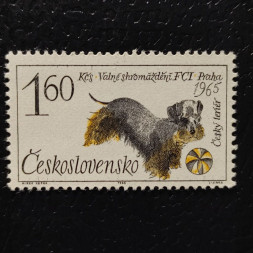 1.60 Kčs • Valné shromáždění FCI Praha
1965
Český teriér
Československo